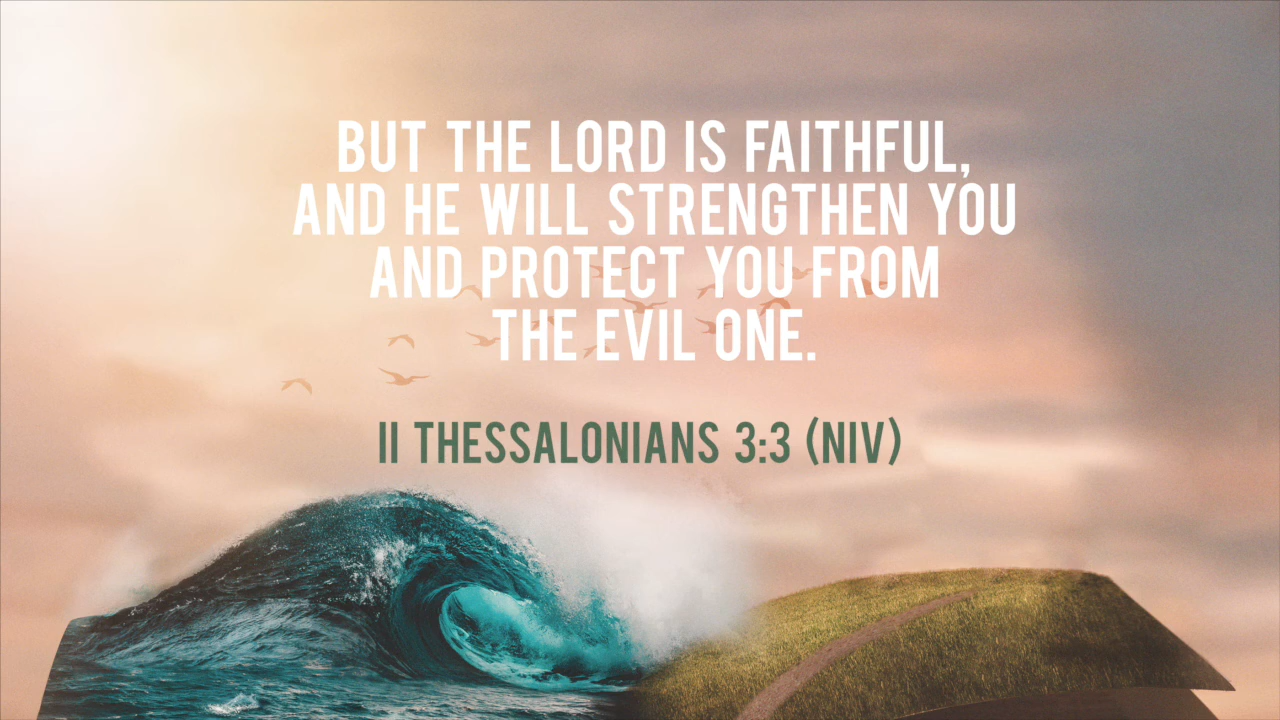 BUT THE LORD IS FAITHFUL,
AND HE WILL STRENGTHEN YOU
AND PROTECT YOU FROM
THE EVIL ONE.
II THESSALONIANS 3:3 (NIV)